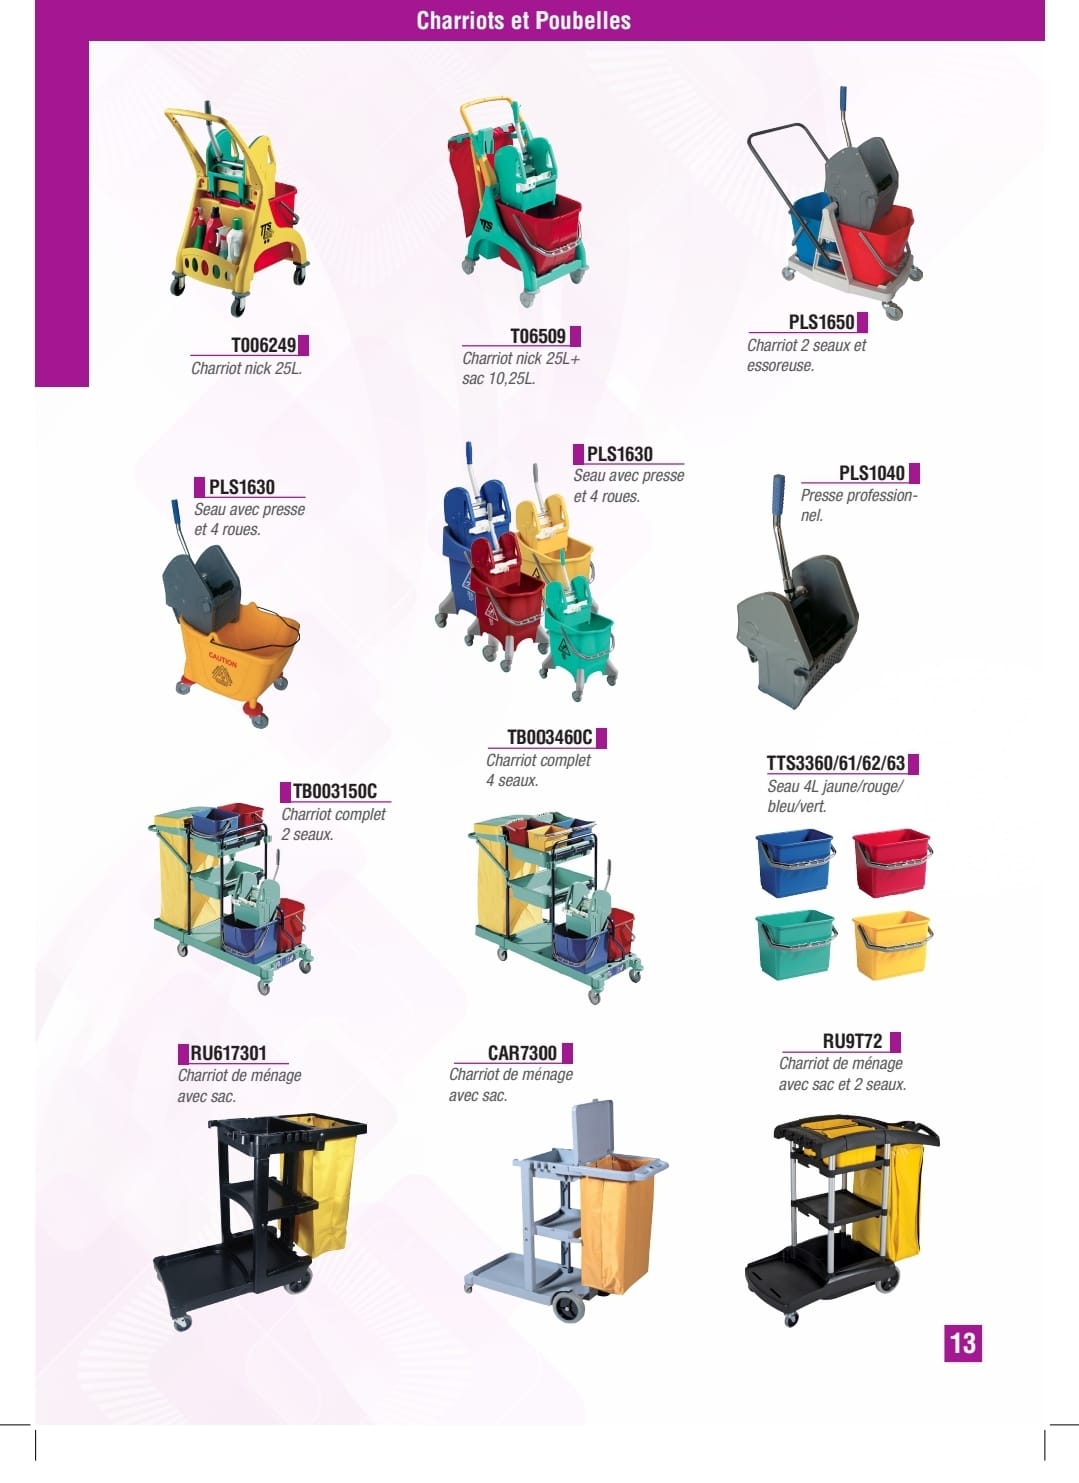 Charriots et Poubelles
T006249
Charriot nick 25L.
T06509
Charriot nick 25L+
sac 10,25L.
PLS1650
Charriot 2 seaux et
essoreuse.
PLS1630
Seau avec presse
et 4 roues.
PLS1630
Seau avec presse
et 4 roues.
PLS1040
Presse profession-
nel.
TTS
TTS
CAUTION
TB003150C
Charriot complet
2 seaux.
TB003460C
Charriot complet
4 seaux.
TTS3360/61/62/63
Seau 4L jaune/rouge/
bleu/vert.
RU617301
Charriot de ménage
avec sac.
CAR7300
Charriot de ménage
avec sac.
RU9T72
Charriot de ménage
avec sac et 2 seaux.
13